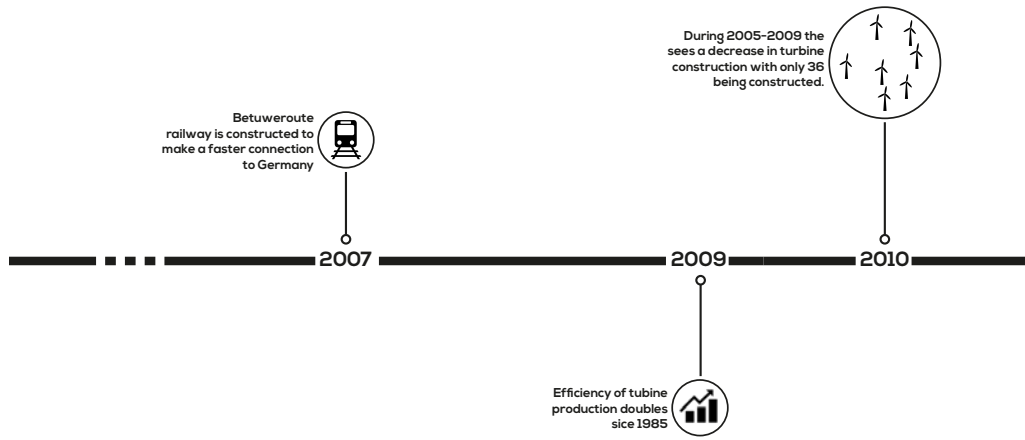 During 2005-2009 the
sees a decrease in turbine
construction with only 36
being constructed.
Betuweroute
railway is constructed to
make a faster connection
to Germany
2007
2009
2010
Efficiency of tubine
production doubles
sice 1985